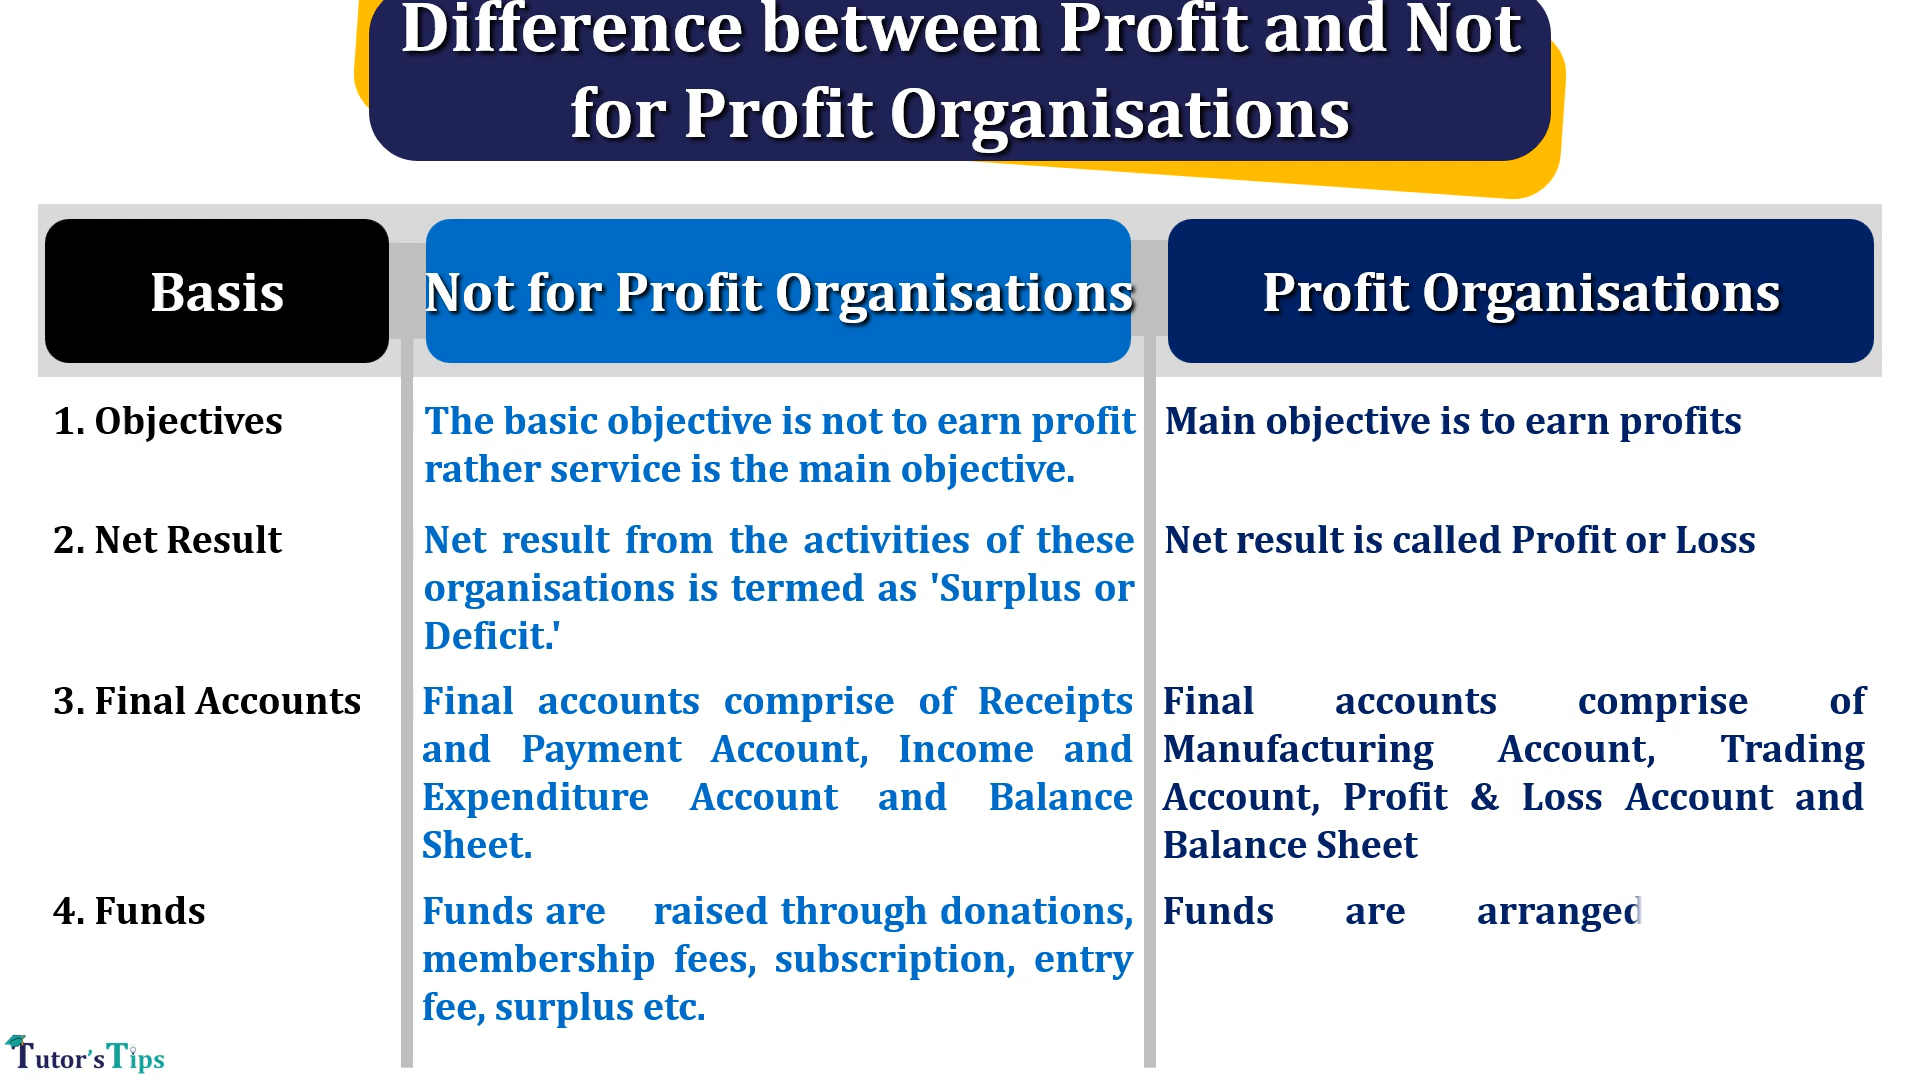 Difference between Profit and Not
for Profit Organisations
Basis
Not for Profit Organisations
Profit Organisations
1. Objectives
The basic objective is not to earn profit
rather service is the main objective.
Main objective is to earn profits
2. Net Result
Net result from the activities of these
organisations is termed as 'Surplus or
Deficit.'
Net result is called Profit or Loss
3. Final Accounts
Final accounts comprise of Receipts
and Payment Account, Income and
Expenditure Account and Balance
Sheet.
Final accounts comprise of
Manufacturing Account, Trading
Account, Profit & Loss Account and
Balance Sheet
4. Funds
Funds are raised through donations,
membership fees, subscription, entry
fee, surplus etc.
Funds are arranged
Tutor'sTips